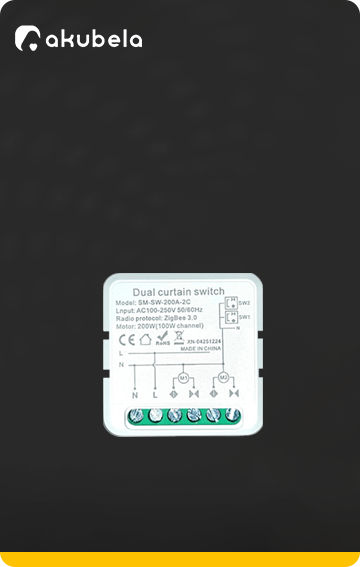 akubela
Dual curtain switch
Model: SM-SW-200A-2C
Lnput: AC100-250V 50/60Hz
Radio protocol: ZigBee 3.0
Motor: 200W(100W channel)
CE RoHS XN-04251224
MADE IN CHINA
SW2
SW1
N
L
N
M1 M2
N L